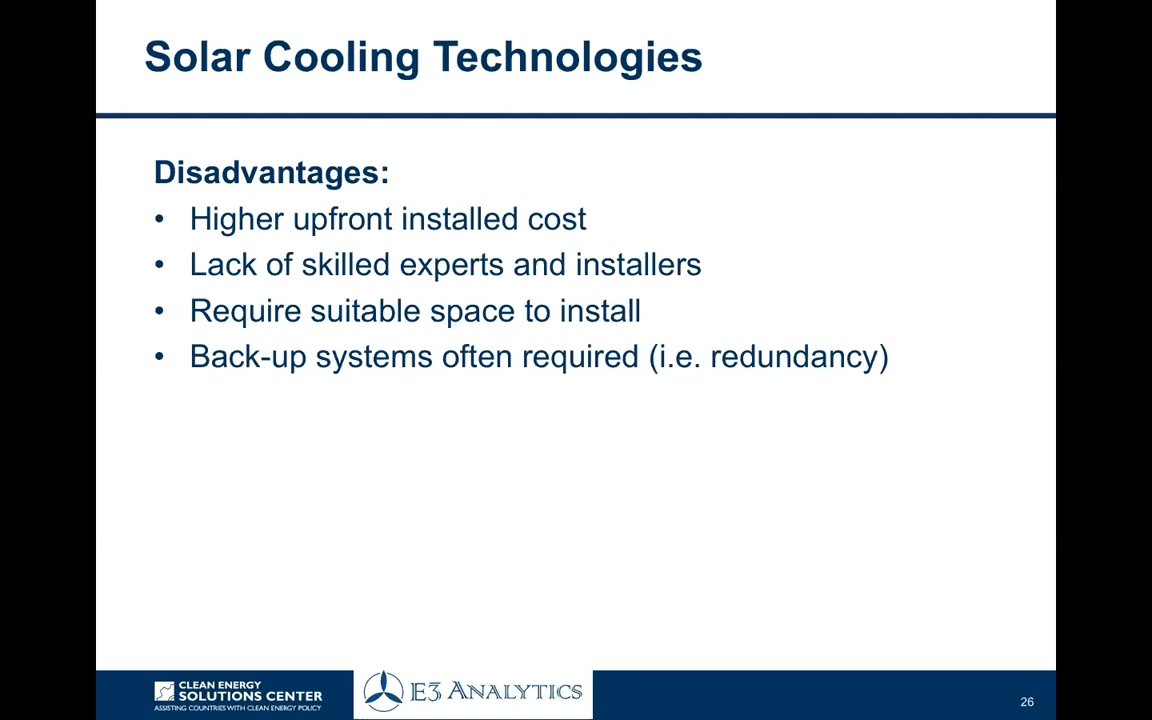 Solar Cooling Technologies
Disadvantages:
• Higher upfront installed cost
• Lack of skilled experts and installers
• Require suitable space to install
• Back-up systems often required (i.e. redundancy)
CLEAN ENERGY
SOLUTIONS CENTER
ASSISTING COUNTRIES WITH CLEAN ENERGY POLICY
E3 ANALYTICS
26